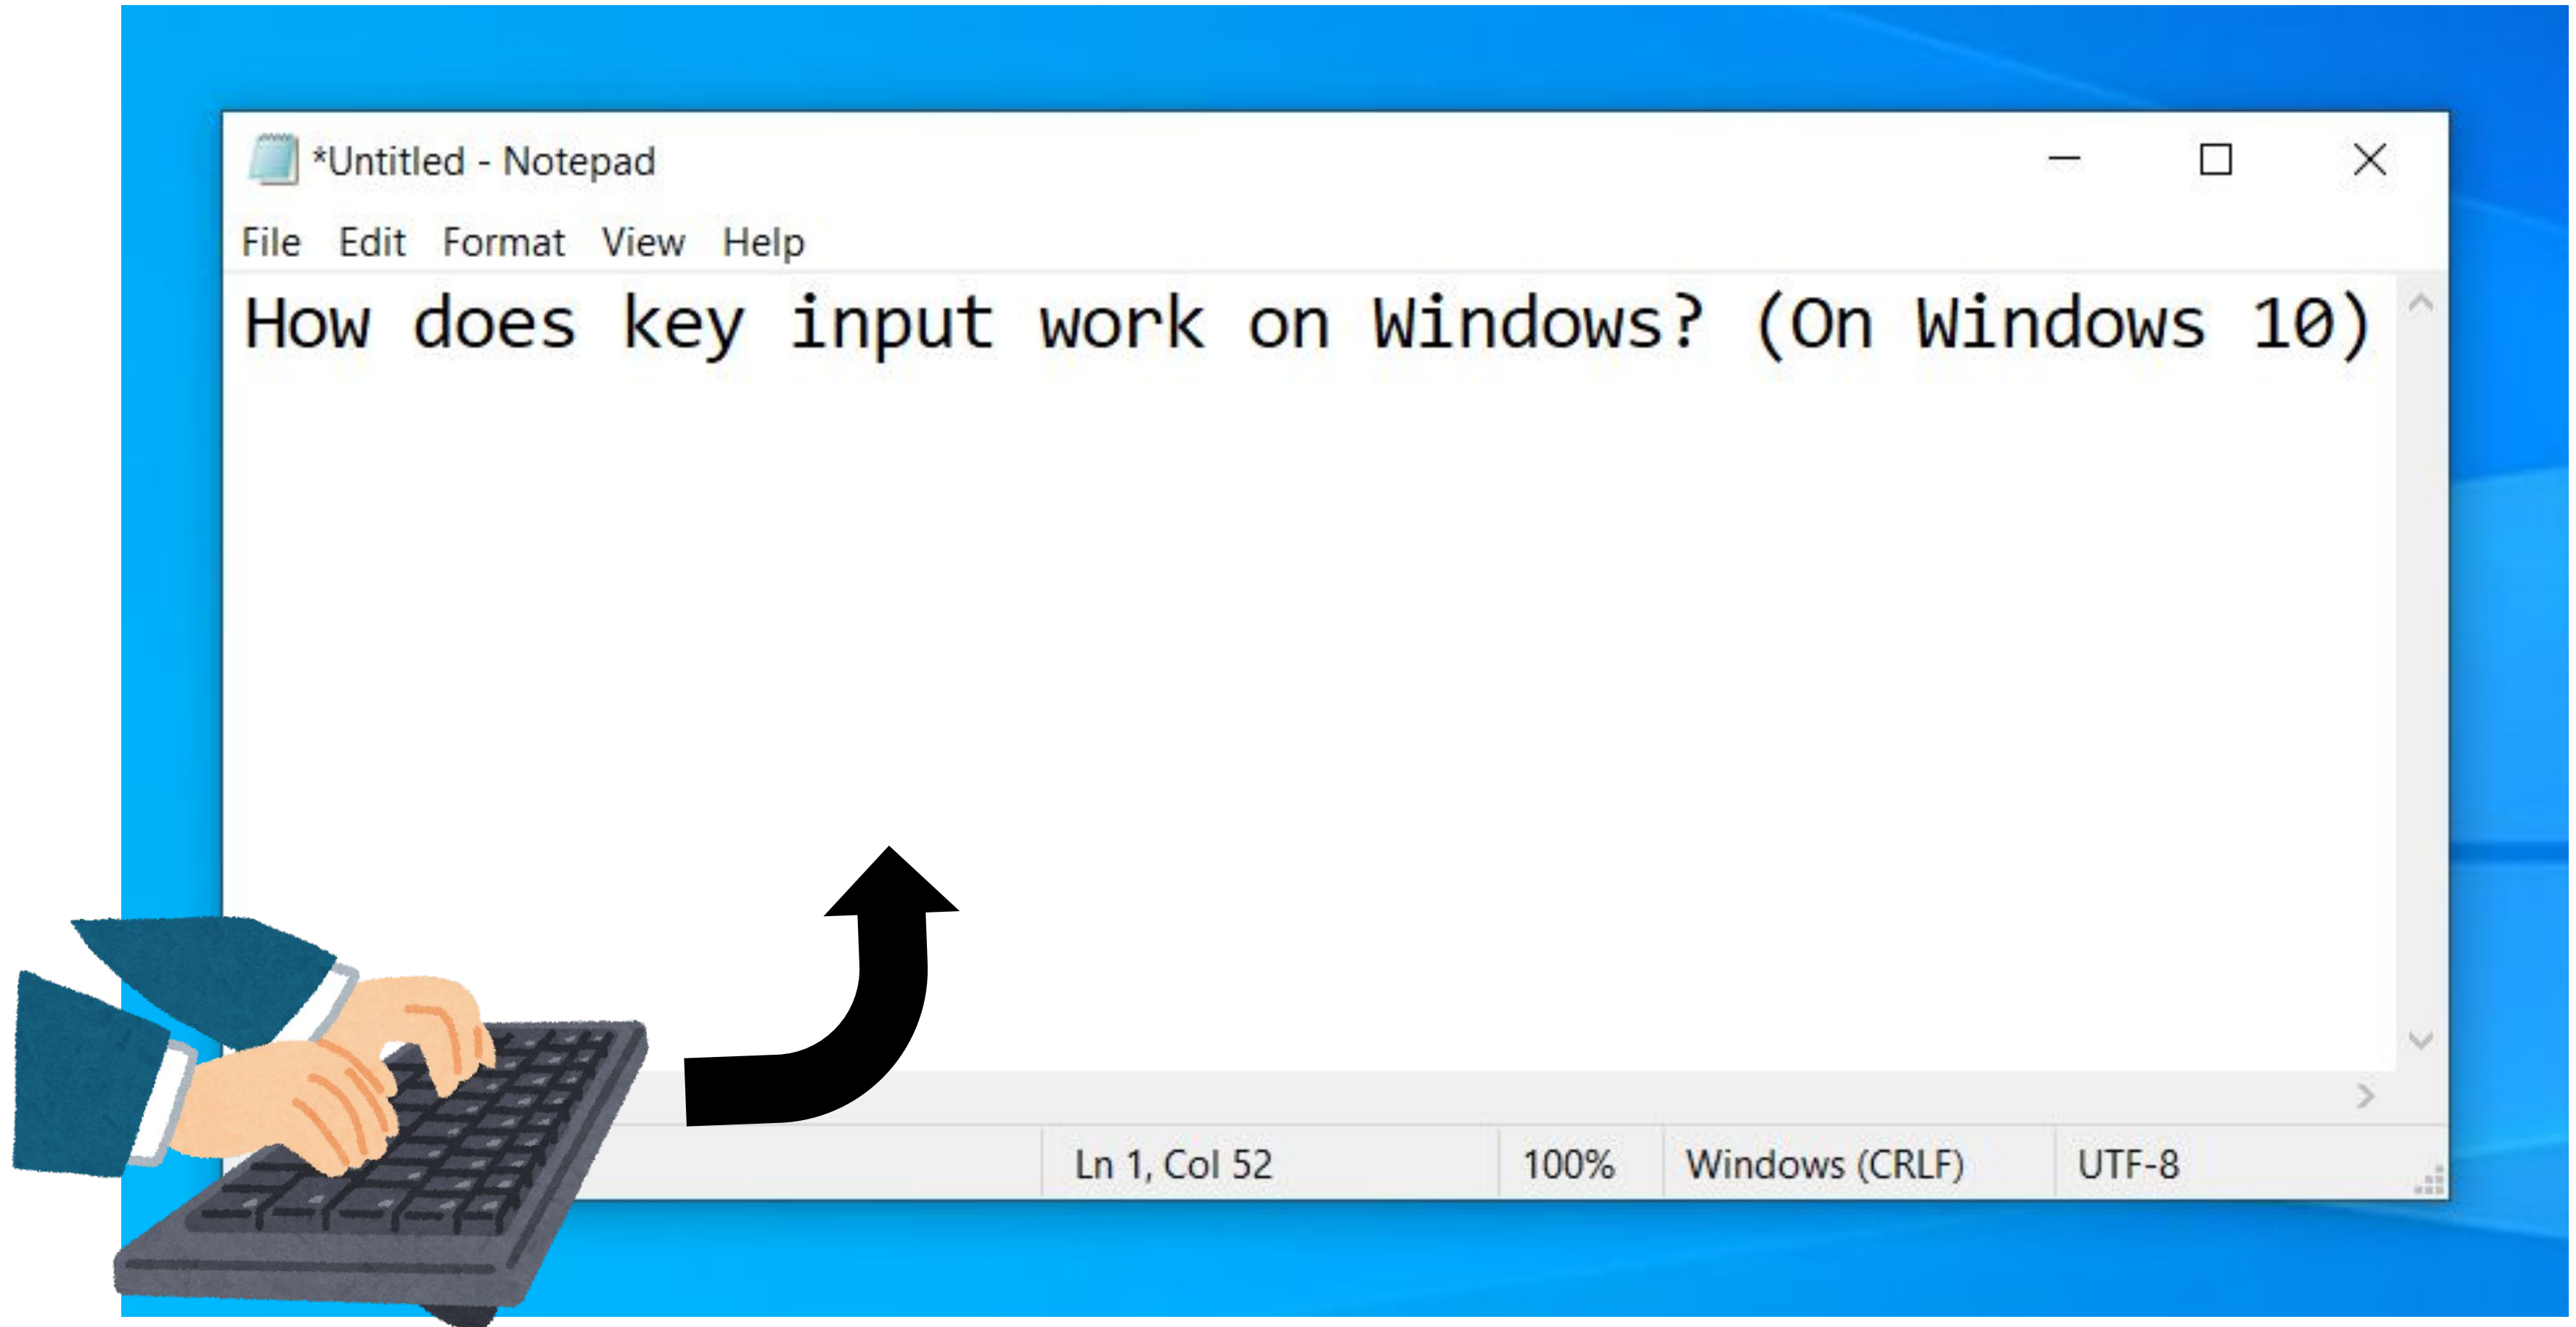 *Untitled - Notepad
File Edit Format View Help
How does key input work on Windows? (On Windows 10)
Ln 1, Col 52 100% Windows (CRLF) UTF-8